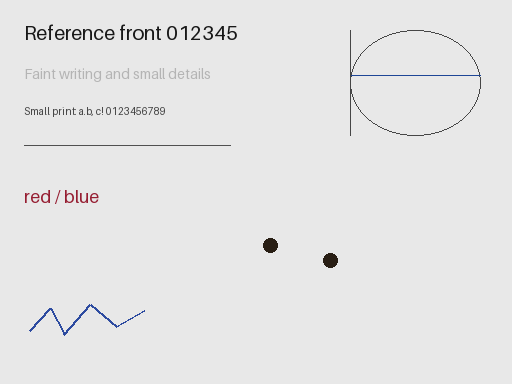 Reference front 012345
Faint writing and small details
Small print a.b, c! 0123456789
red / blue